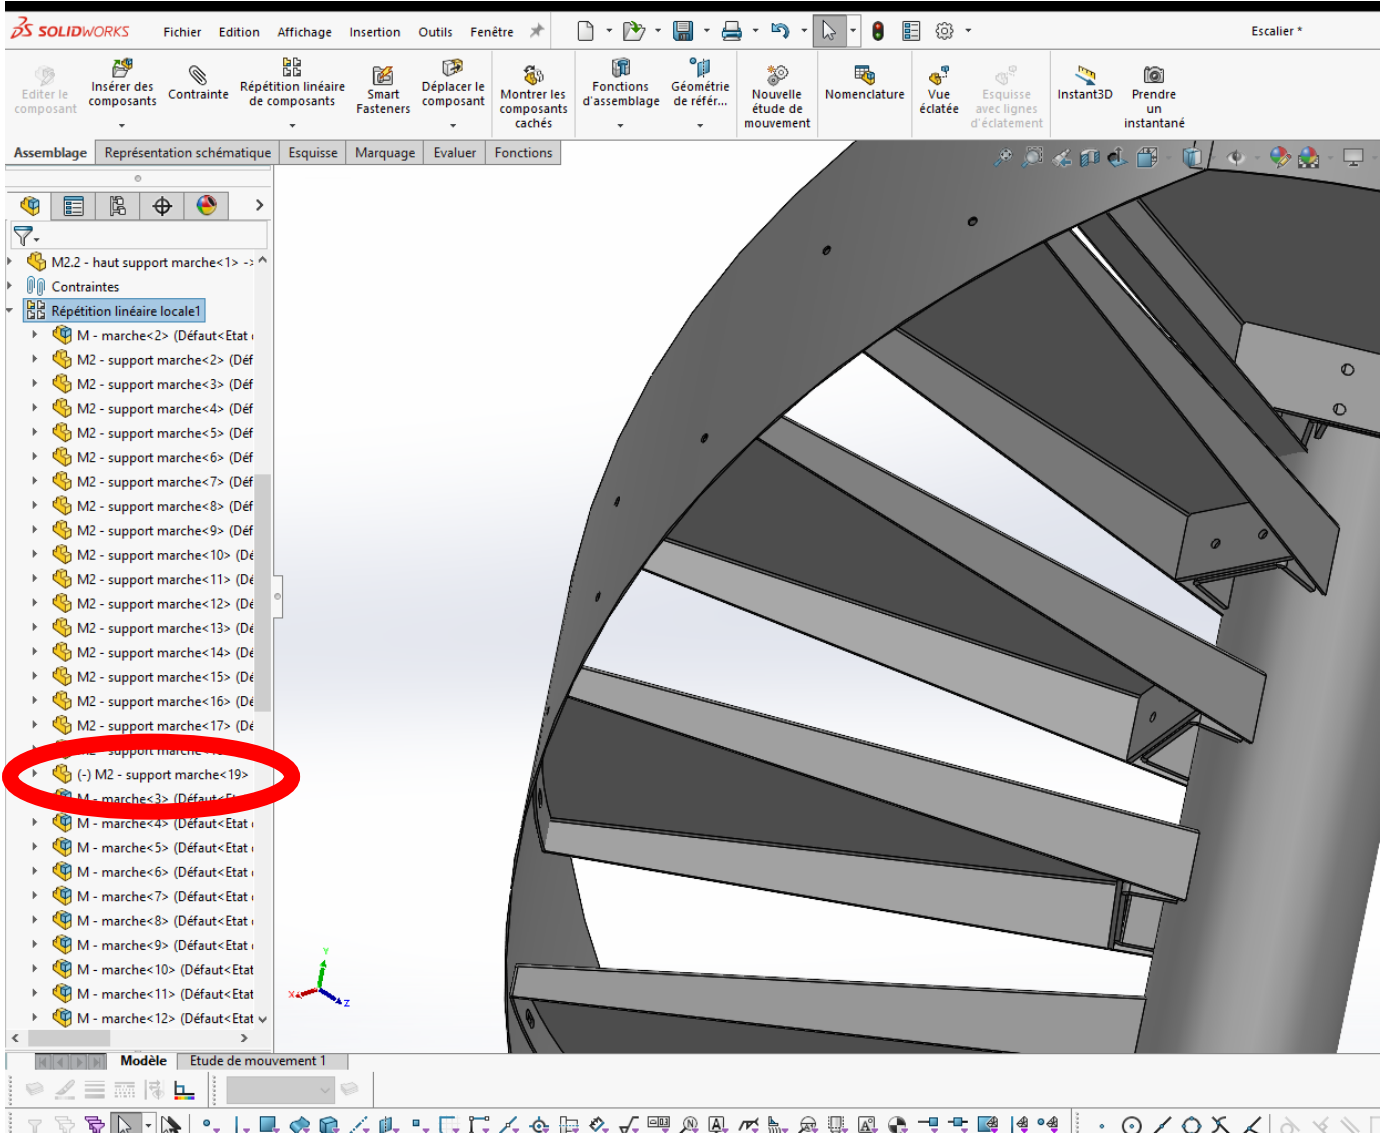 SOLIDWORKS Fichier Edition Affichage Insertion Outils Fenêtre Escalier *
Editer le composant
Insérer des composants
Contrainte
Répétition linéaire de composants
Smart Fasteners
Déplacer le composant
Montrer les composants cachés
Fonctions d'assemblage
Géométrie de référ...
Nouvelle étude de mouvement
Nomenclature
Vue éclatée
Esquisse avec lignes d'éclatement
Instant3D
Prendre un instantané
Assemblage Représentation schématique Esquisse Marquage Evaluer Fonctions
M2.2 - haut support marche<1> ->
Contraintes
Répétition linéaire locale1
M - marche<2> (Défaut<Etat
M2 - support marche<2> (Déf
M2 - support marche<3> (Déf
M2 - support marche<4> (Déf
M2 - support marche<5> (Déf
M2 - support marche<6> (Déf
M2 - support marche<7> (Déf
M2 - support marche<8> (Déf
M2 - support marche<9> (Déf
M2 - support marche<10> (Dé
M2 - support marche<11> (Dé
M2 - support marche<12> (Dé
M2 - support marche<13> (Dé
M2 - support marche<14> (Dé
M2 - support marche<15> (Dé
M2 - support marche<16> (Dé
M2 - support marche<17> (Dé
M2 - support marche
(-) M2 - support marche<19>
M - marche<3> (Défaut<Et
M - marche<4> (Défaut<Etat
M - marche<5> (Défaut<Etat
M - marche<6> (Défaut<Etat
M - marche<7> (Défaut<Etat
M - marche<8> (Défaut<Etat
M - marche<9> (Défaut<Etat
M - marche<10> (Défaut<Etat
M - marche<11> (Défaut<Etat
M - marche<12> (Défaut<Etat
Y
X
Z
Modèle Etude de mouvement 1